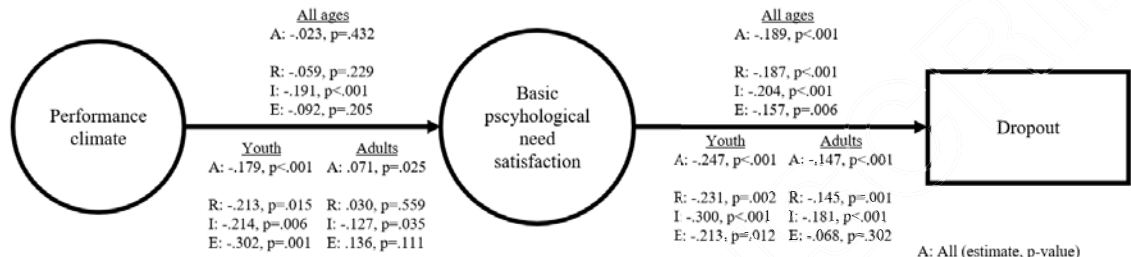 All ages
A: -.023, p=.432
R: -.059, p=.229
I: -.191, p<.001
E: -.092, p=.205
All ages
A: -.189, p<.001
R: -.187, p<.001
I: -.204, p<.001
E: -.157, p=.006
Performance
climate
Basic
pscyhological
need
satisfaction
Dropout
Youth Adults
A: -.179, p<.001 A: .071, p=.025
R: -.213, p=.015 R: .030, p=.559
I: -.214, p=.006 I: -.127, p=.035
E: -.302, p=.001 E: .136, p=.111
Youth Adults
A: -.247, p<.001 A: -.147, p<.001
R: -.231, p=.002 R: -.145, p=.001
I: -.300, p<.001 I: -.181, p<.001
E: -.213, p=.012 E: -.068, p=.302
A: All (estimate, p-value)